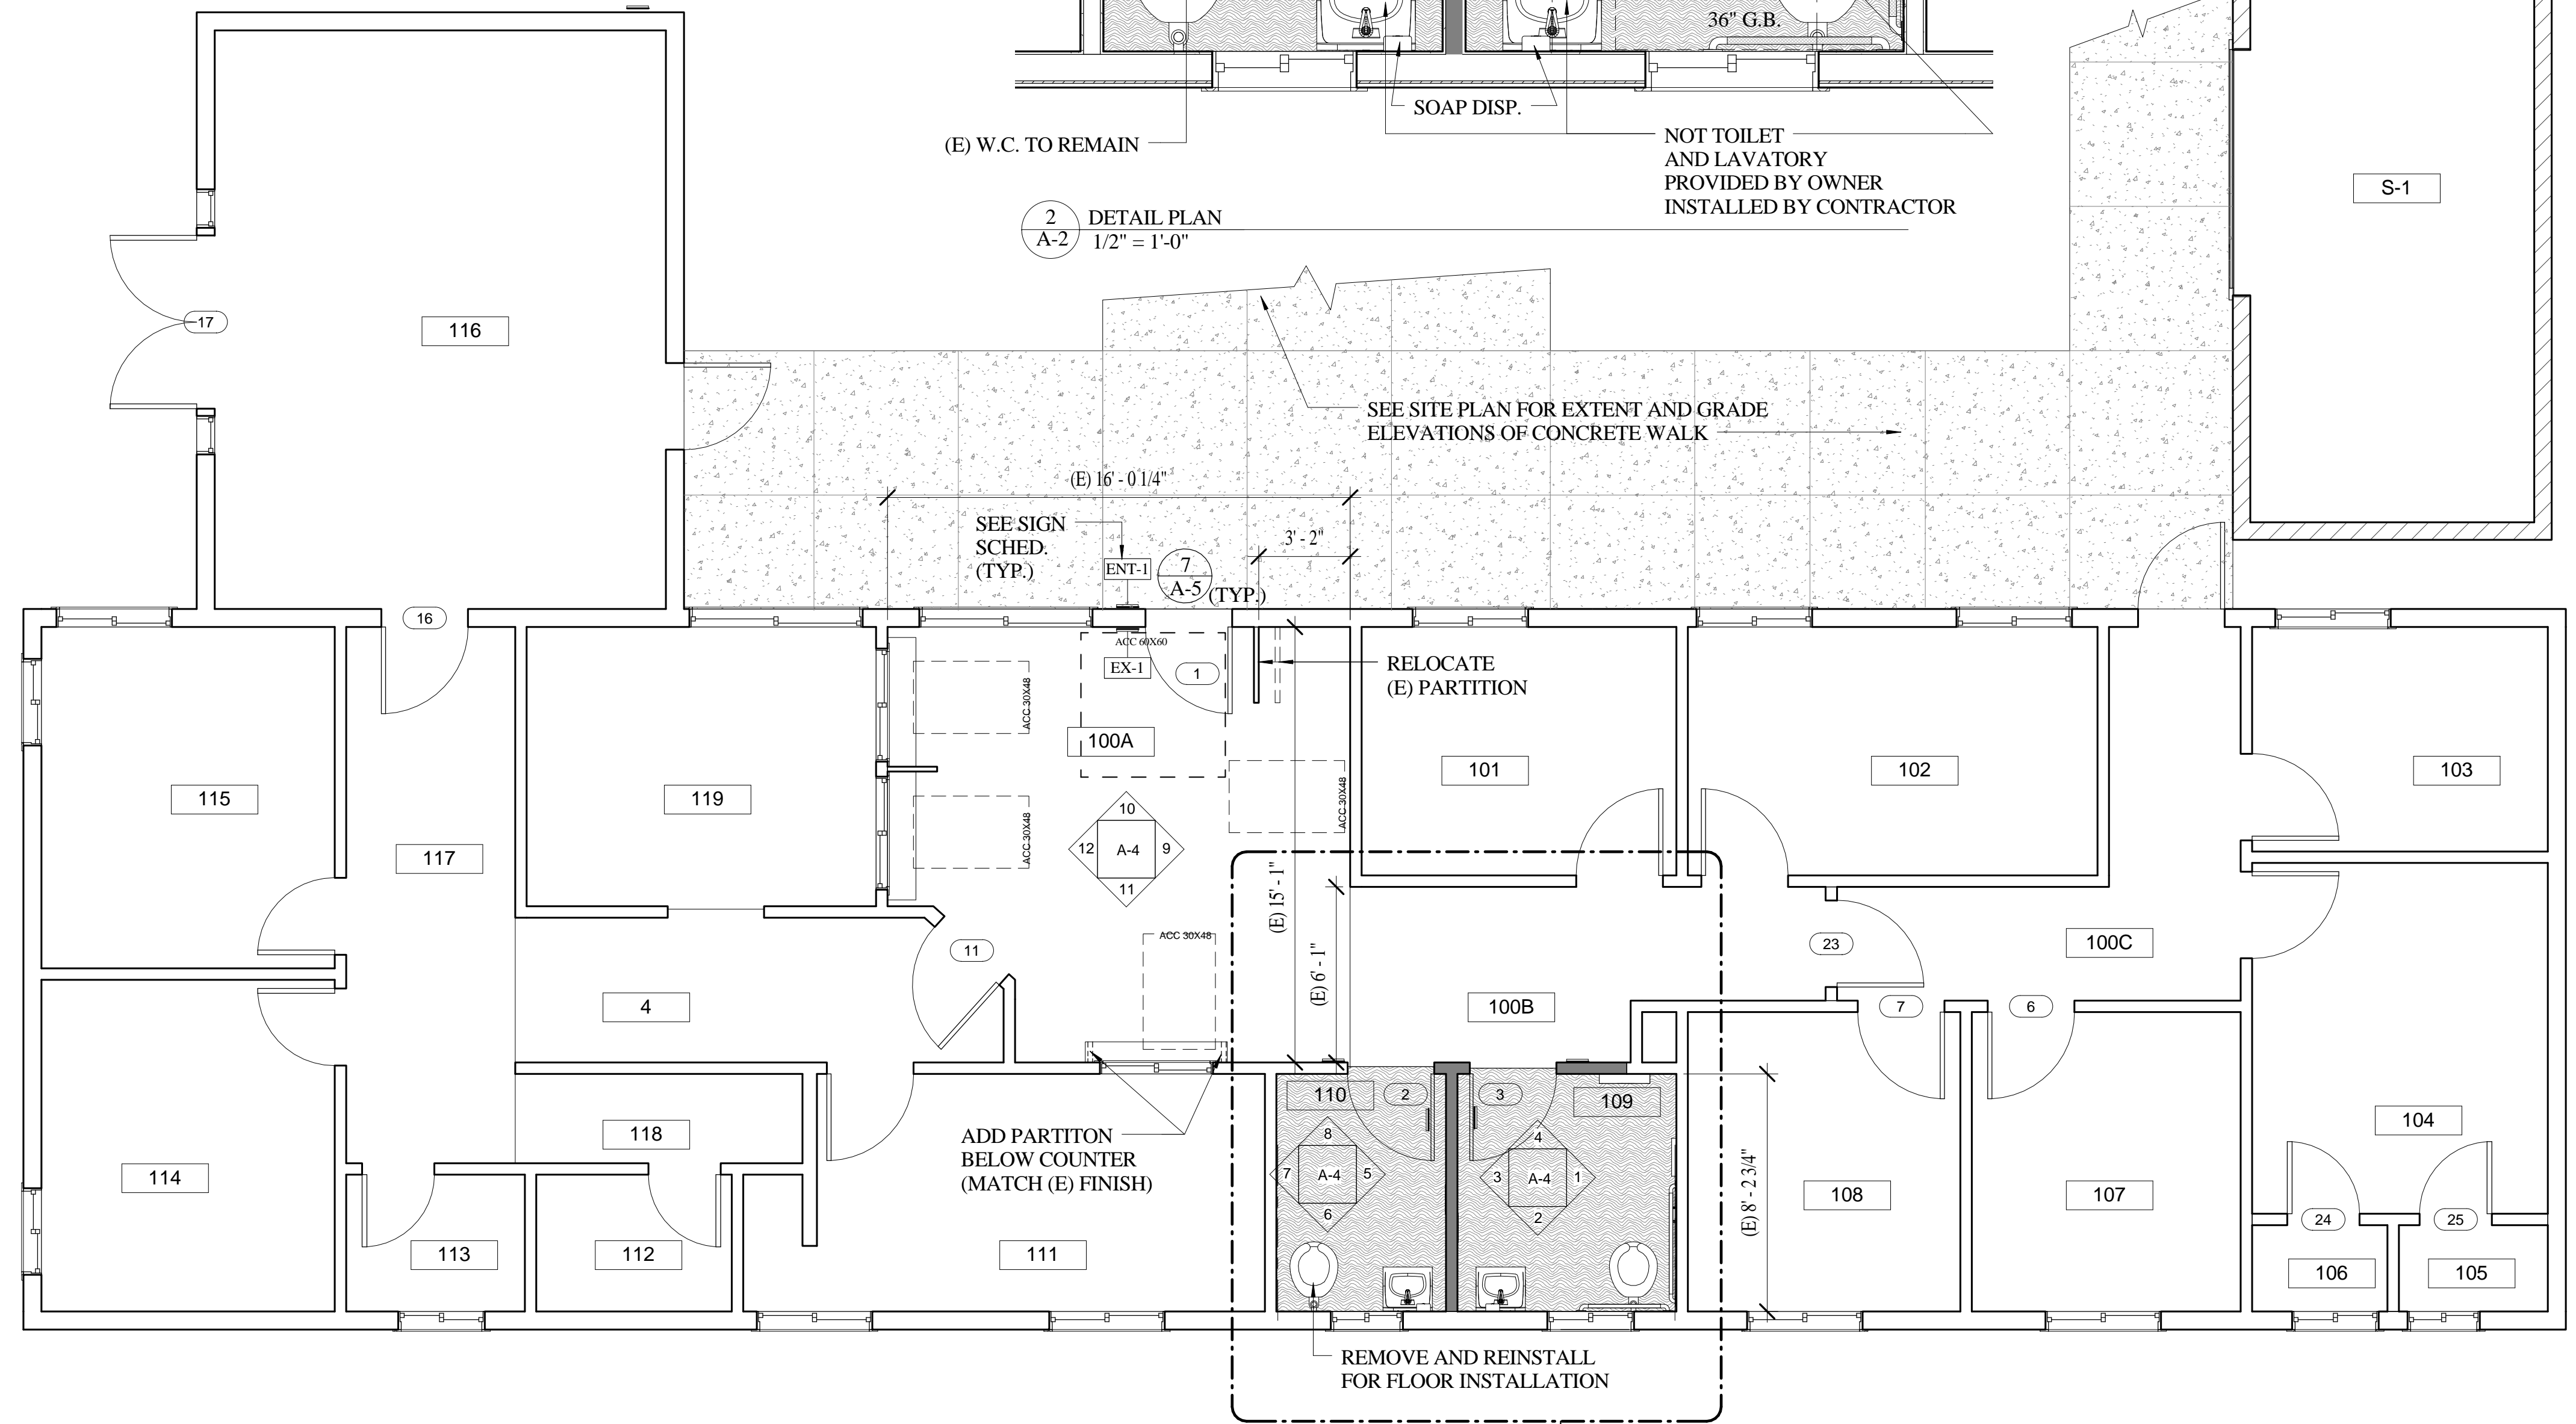 36" G.B.
SOAP DISP.
(E) W.C. TO REMAIN
NOT TOILET
AND LAVATORY
PROVIDED BY OWNER
INSTALLED BY CONTRACTOR
S-1
2
A-2
DETAIL PLAN
1/2" = 1'-0"
17
116
SEE SITE PLAN FOR EXTENT AND GRADE
ELEVATIONS OF CONCRETE WALK
(E) 16' - 0 1/4"
SEE SIGN
SCHED.
(TYP.)
3' - 2"
ENT-1
7
A-5
(TYP.)
16
ACC 60X60
EX-1
1
RELOCATE
(E) PARTITION
ACC 30X48
100A
115
119
101
102
103
ACC 30X48
ACC 30X48
117
10
12
A-4
9
11
(E) 15' - 1"
ACC 30X48
11
23
100C
(E) 6' - 1"
4
100B
7
6
110
2
3
109
ADD PARTITON
BELOW COUNTER
(MATCH (E) FINISH)
118
8
7
A-4
5
6
4
3
A-4
1
2
104
114
(E) 8' - 2 3/4"
108
107
24
25
113
112
111
106
105
REMOVE AND REINSTALL
FOR FLOOR INSTALLATION